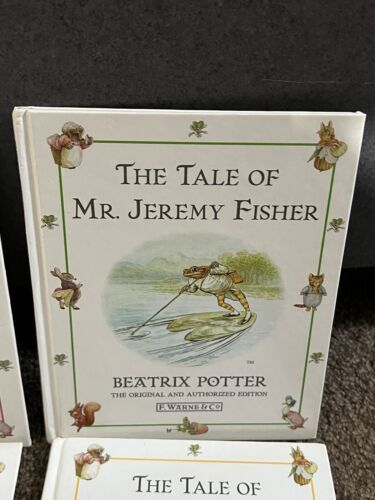 THE TALE OF
MR. JEREMY FISHER
TM
BEATRIX POTTER
THE ORIGINAL AND AUTHORIZED EDITION
F. WARNE & Co
THE TALE OF